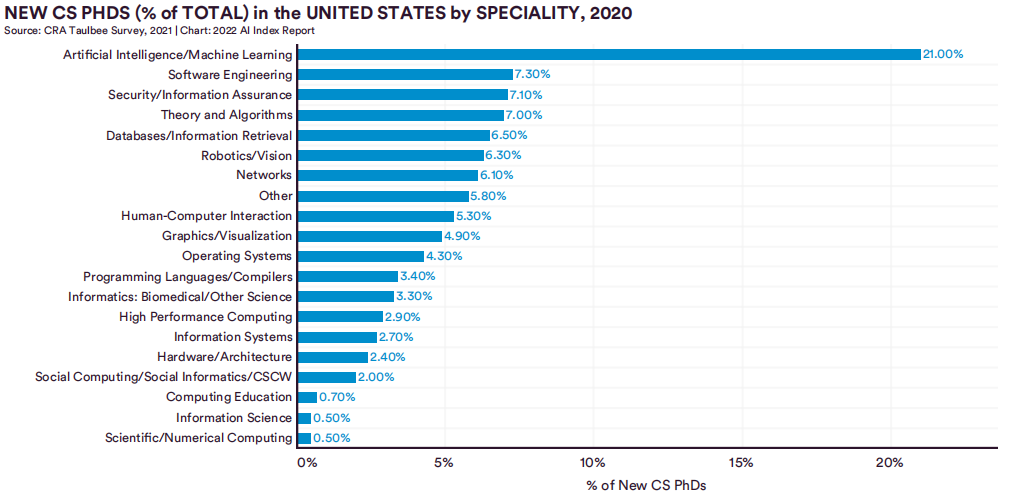 NEW CS PHDS (% of TOTAL) in the UNITED STATES by SPECIALITY, 2020
Source: CRA Taulbee Survey, 2021 | Chart: 2022 AI Index Report
Artificial Intelligence/Machine Learning 21.00%
Software Engineering 7.30%
Security/Information Assurance 7.10%
Theory and Algorithms 7.00%
Databases/Information Retrieval 6.50%
Robotics/Vision 6.30%
Networks 6.10%
Other 5.80%
Human-Computer Interaction 5.30%
Graphics/Visualization 4.90%
Operating Systems 4.30%
Programming Languages/Compilers 3.40%
Informatics: Biomedical/Other Science 3.30%
High Performance Computing 2.90%
Information Systems 2.70%
Hardware/Architecture 2.40%
Social Computing/Social Informatics/CSCW 2.00%
Computing Education 0.70%
Information Science 0.50%
Scientific/Numerical Computing 0.50%
0% 5% 10% 15% 20%
% of New CS PhDs